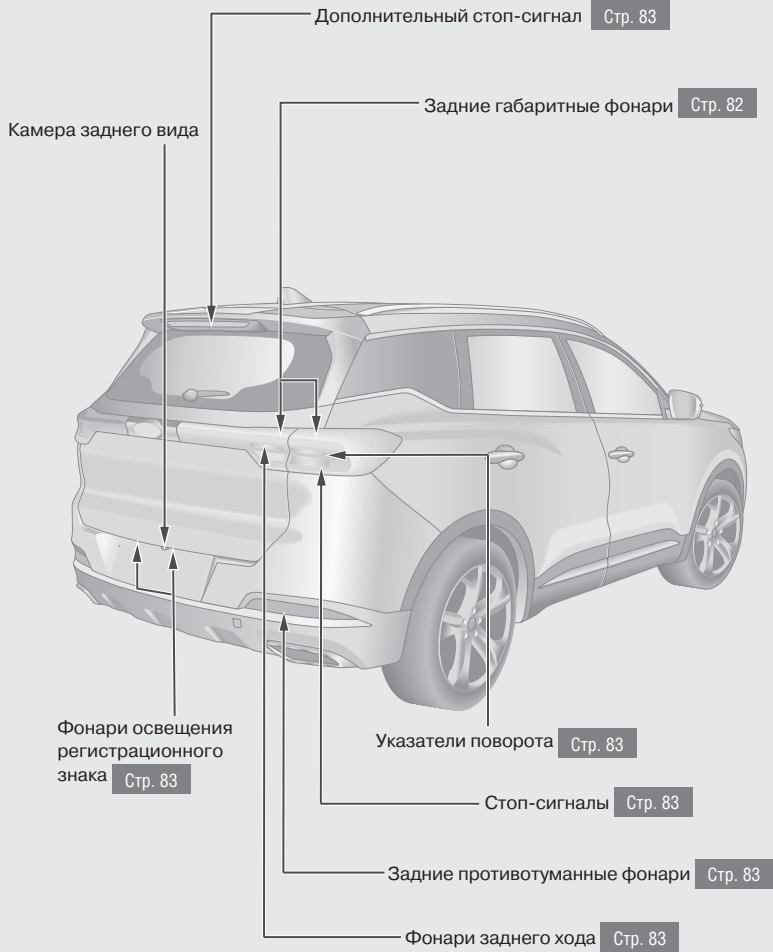 Дополнительный стоп-сигнал Стр. 83
Задние габаритные фонари Стр. 82
Камера заднего вида
Фонари освещения
регистрационного
знака Стр. 83
Указатели поворота Стр. 83
Стоп-сигналы Стр. 83
Задние противотуманные фонари Стр. 83
Фонари заднего хода Стр. 83